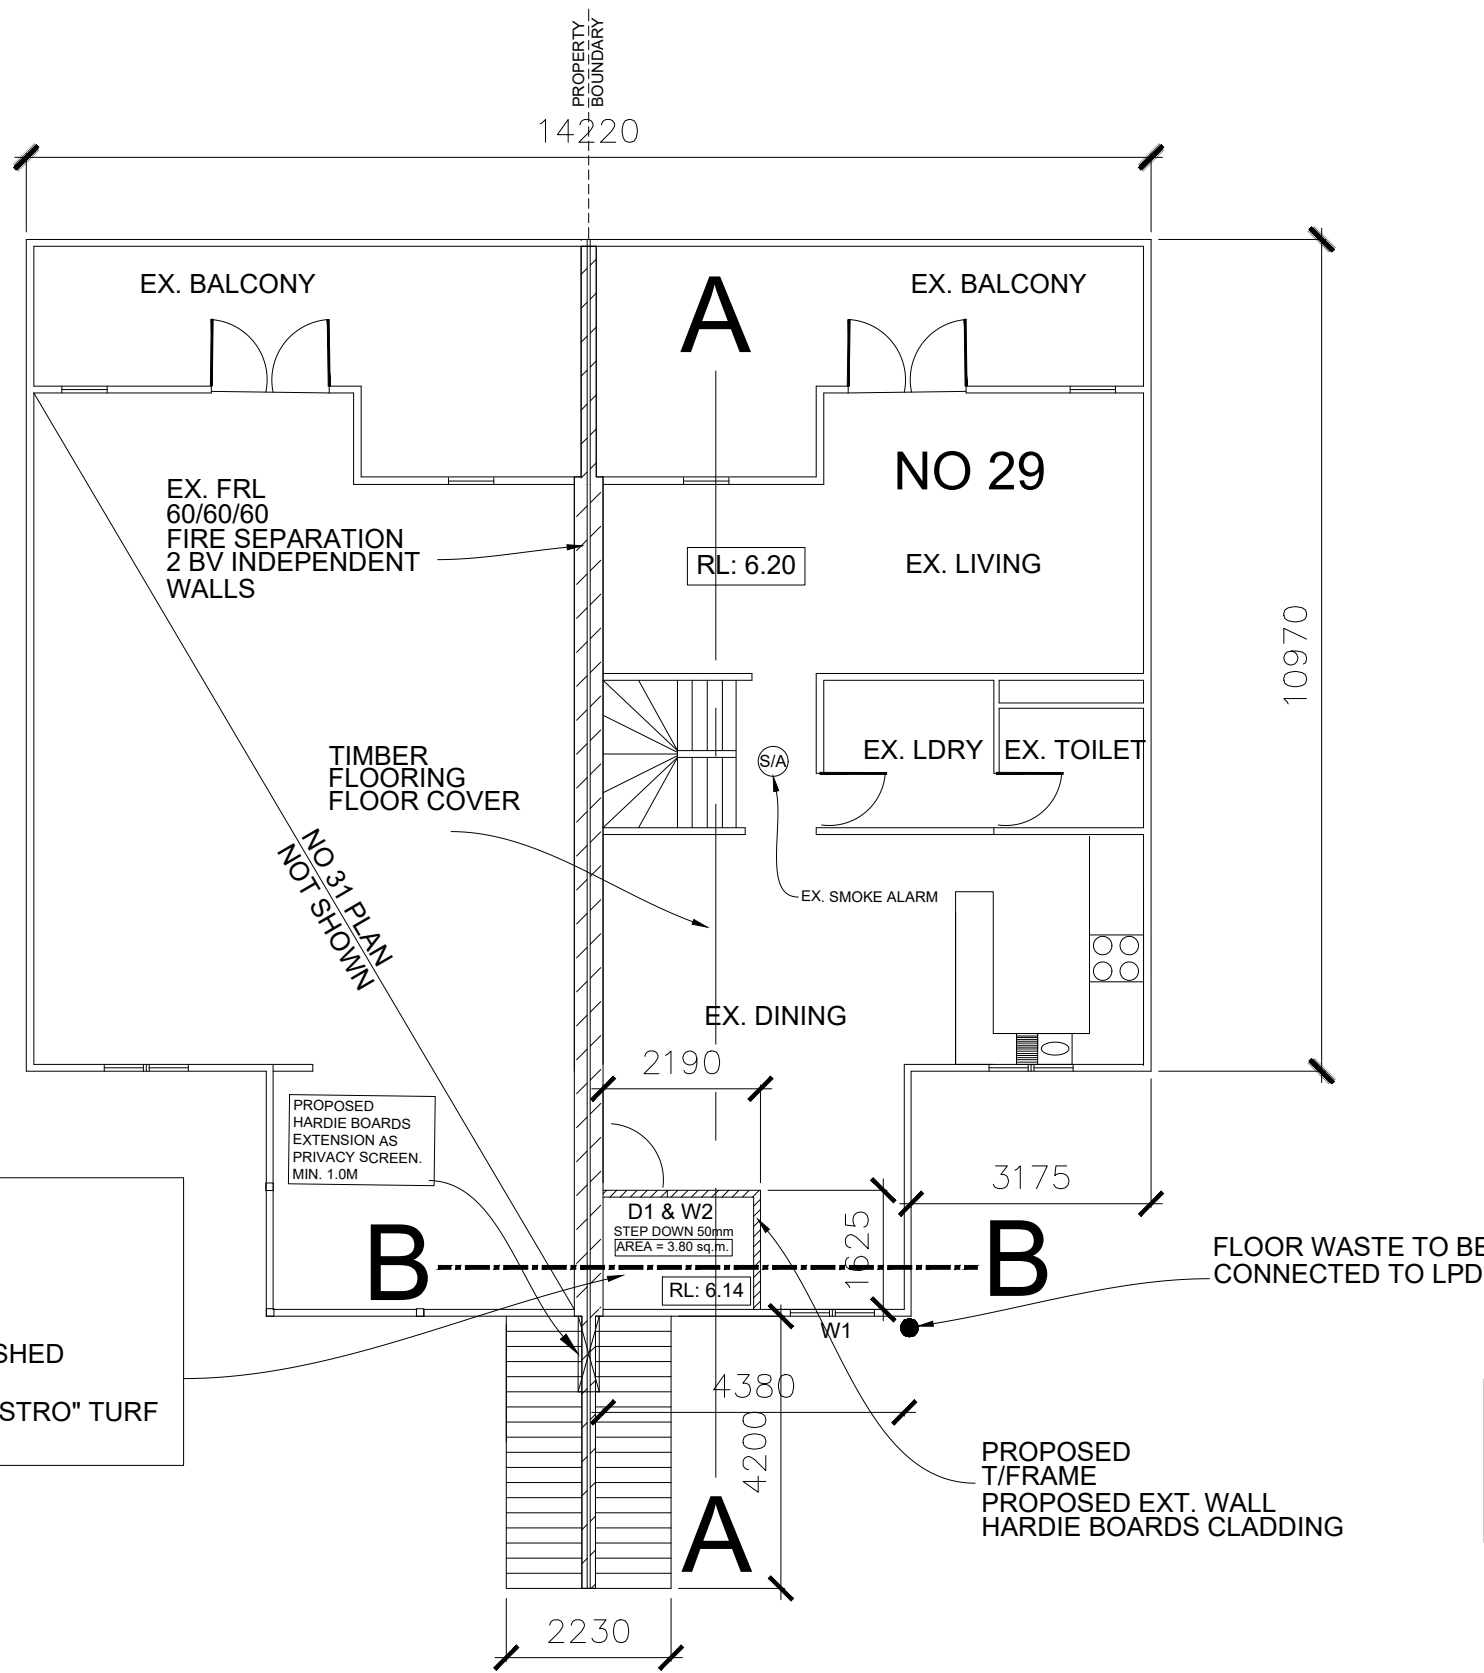 PROPERTY
BOUNDARY
14220
EX. BALCONY
EX. BALCONY
A
NO 29
EX. FRL
60/60/60
FIRE SEPARATION
2 BV INDEPENDENT
WALLS
RL: 6.20
EX. LIVING
10970
TIMBER
FLOORING
FLOOR COVER
S/A
EX. LDRY
EX. TOILET
NO 31 PLAN
NOT SHOWN
EX. SMOKE ALARM
EX. DINING
2190
PROPOSED
HARDIE BOARDS
EXTENSION AS
PRIVACY SCREEN.
MIN. 1.0M
3175
D1 & W2
STEP DOWN 50mm
AREA = 3.80 sq.m.
1625
B
B
RL: 6.14
FLOOR WASTE TO BE
CONNECTED TO LPD
W1
SHED
STRO" TURF
4380
4200
PROPOSED
T/FRAME
PROPOSED EXT. WALL
HARDIE BOARDS CLADDING
A
2230